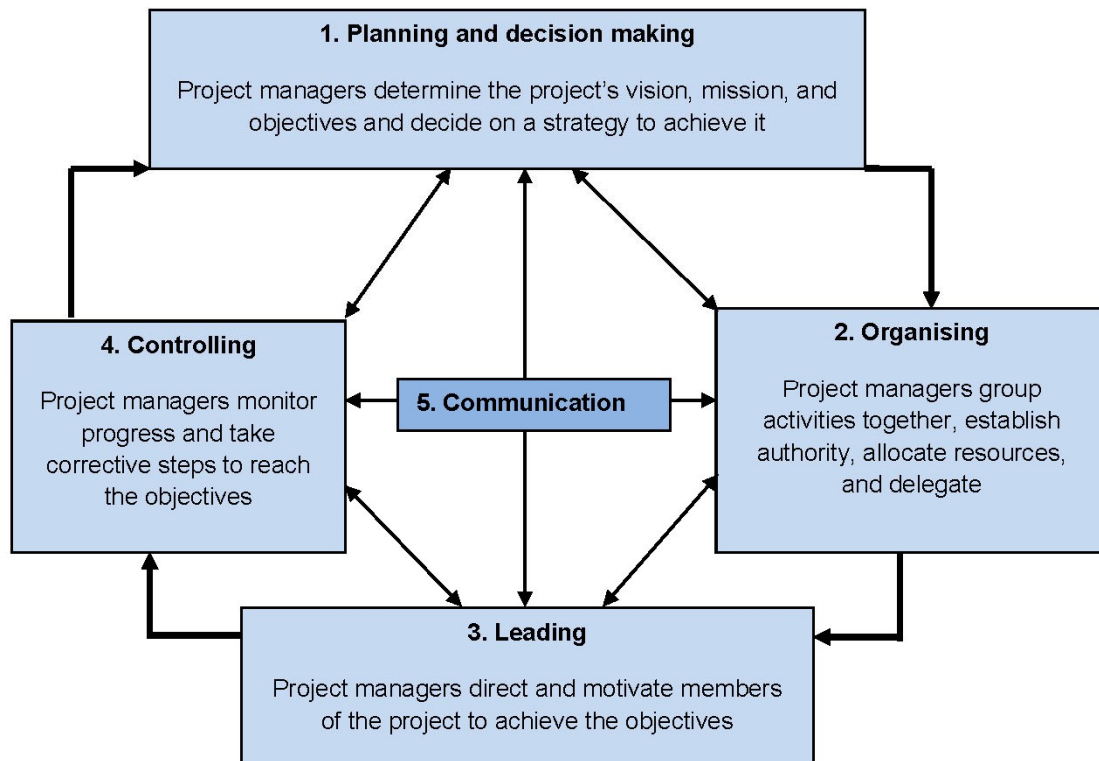 1. Planning and decision making
Project managers determine the project’s vision, mission, and
objectives and decide on a strategy to achieve it
2. Organising
Project managers group
activities together, establish
authority, allocate resources,
and delegate
3. Leading
Project managers direct and motivate members
of the project to achieve the objectives
4. Controlling
Project managers monitor
progress and take
corrective steps to reach
the objectives
5. Communication